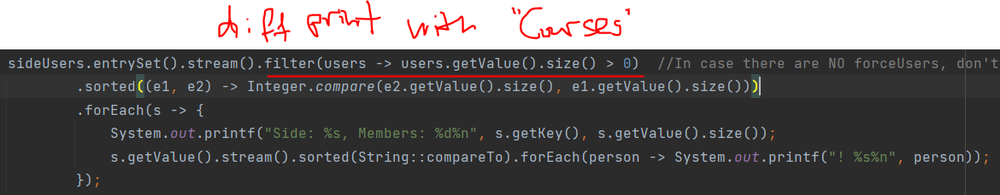 diff print with "Courses"
sideUsers.entrySet().stream().filter(users -> users.getValue().size() > 0)  //In case there are NO forceUsers, don't
.sorted((e1, e2) -> Integer.compare(e2.getValue().size(), e1.getValue().size()))
.forEach(s -> {
System.out.printf("Side: %s, Members: %d%n", s.getKey(), s.getValue().size());
s.getValue().stream().sorted(String::compareTo).forEach(person -> System.out.printf("! %s%n", person));
});